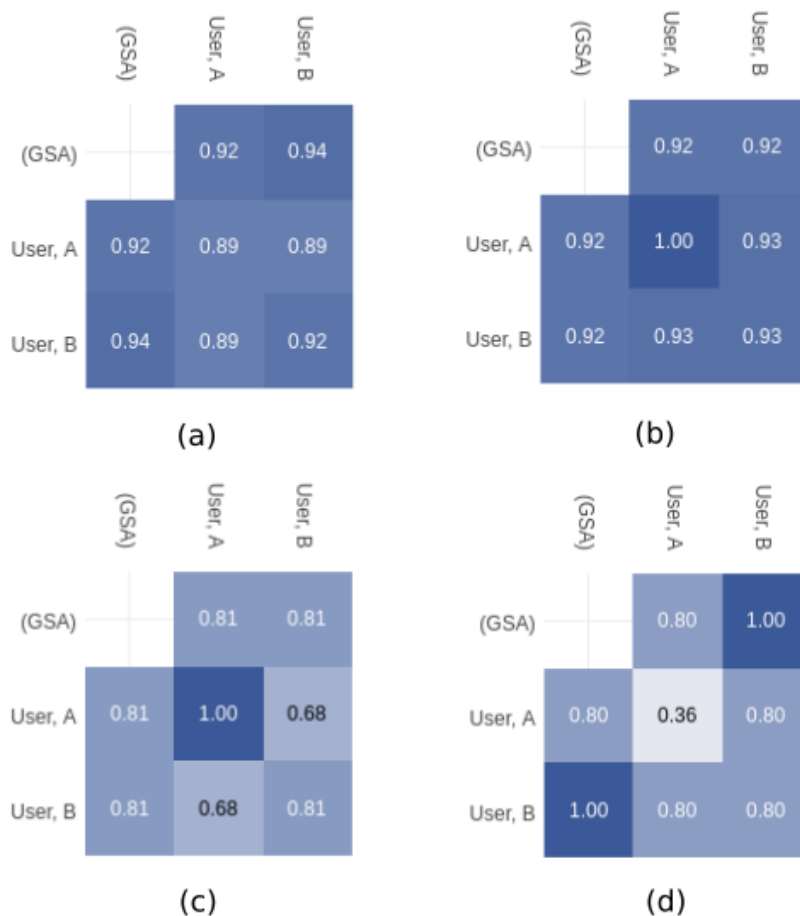 (GSA) User, A User, B
(GSA) 0.92 0.94
User, A 0.92 0.89 0.89
User, B 0.94 0.89 0.92
(a)
(GSA) User, A User, B
(GSA) 0.92 0.92
User, A 0.92 1.00 0.93
User, B 0.92 0.93 0.93
(b)
(GSA) User, A User, B
(GSA) 0.81 0.81
User, A 0.81 1.00 0.68
User, B 0.81 0.68 0.81
(c)
(GSA) User, A User, B
(GSA) 0.80 1.00
User, A 0.80 0.36 0.80
User, B 1.00 0.80 0.80
(d)